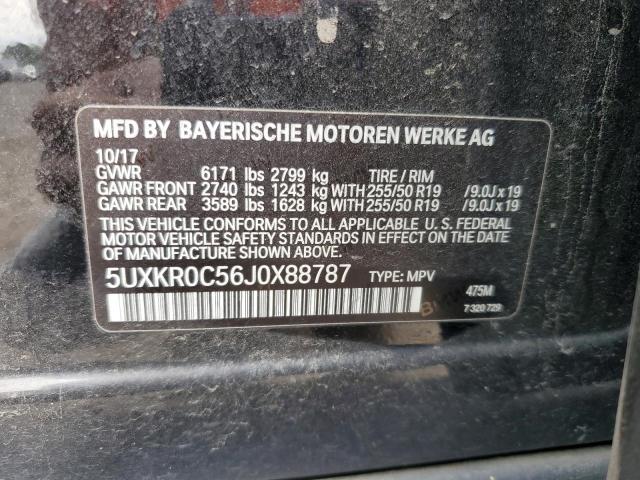 MFD BY BAYERISCHE MOTOREN WERKE AG
10/17
GVWR 6171 lbs 2799 kg TIRE / RIM
GAWR FRONT 2740 lbs 1243 kg WITH 255/50 R19 /9.0J x 19
GAWR REAR 3589 lbs 1628 kg WITH 255/50 R19 /9.0J x 19
THIS VEHICLE CONFORMS TO ALL APPLICABLE U. S. FEDERAL
MOTOR VEHICLE SAFETY STANDARDS IN EFFECT ON THE DATE
OF MANUFACTURE SHOWN ABOVE.
5UXKR0C56J0X88787 TYPE: MPV
475M
7 320 729